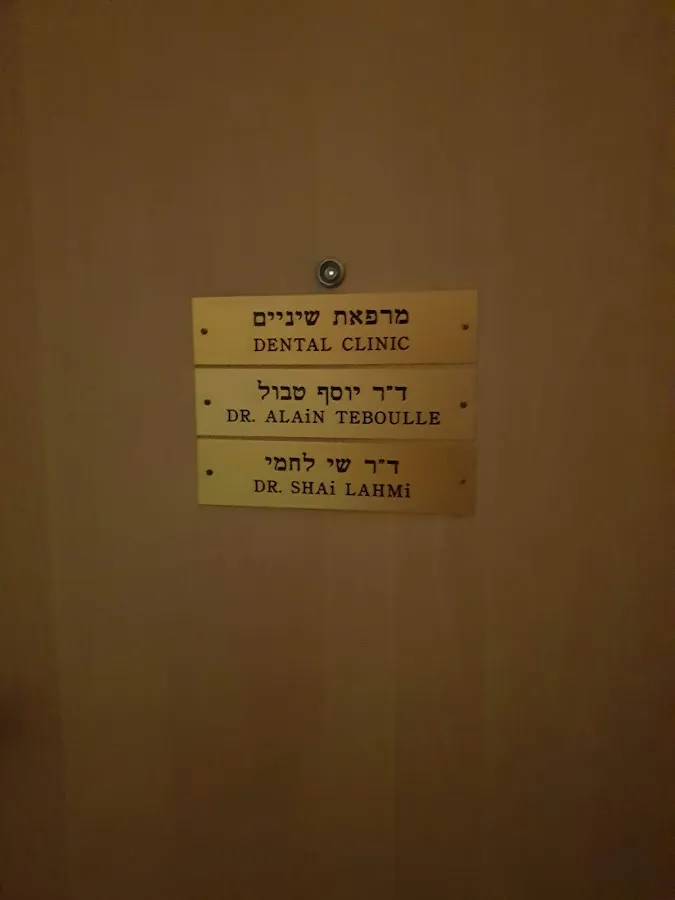 מרפאת שיניים
DENTAL CLINIC
ד"ר יוסף טבול
DR. ALAiN TEBOULLE
ד"ר שי לחמי
DR. SHAi LAHMi